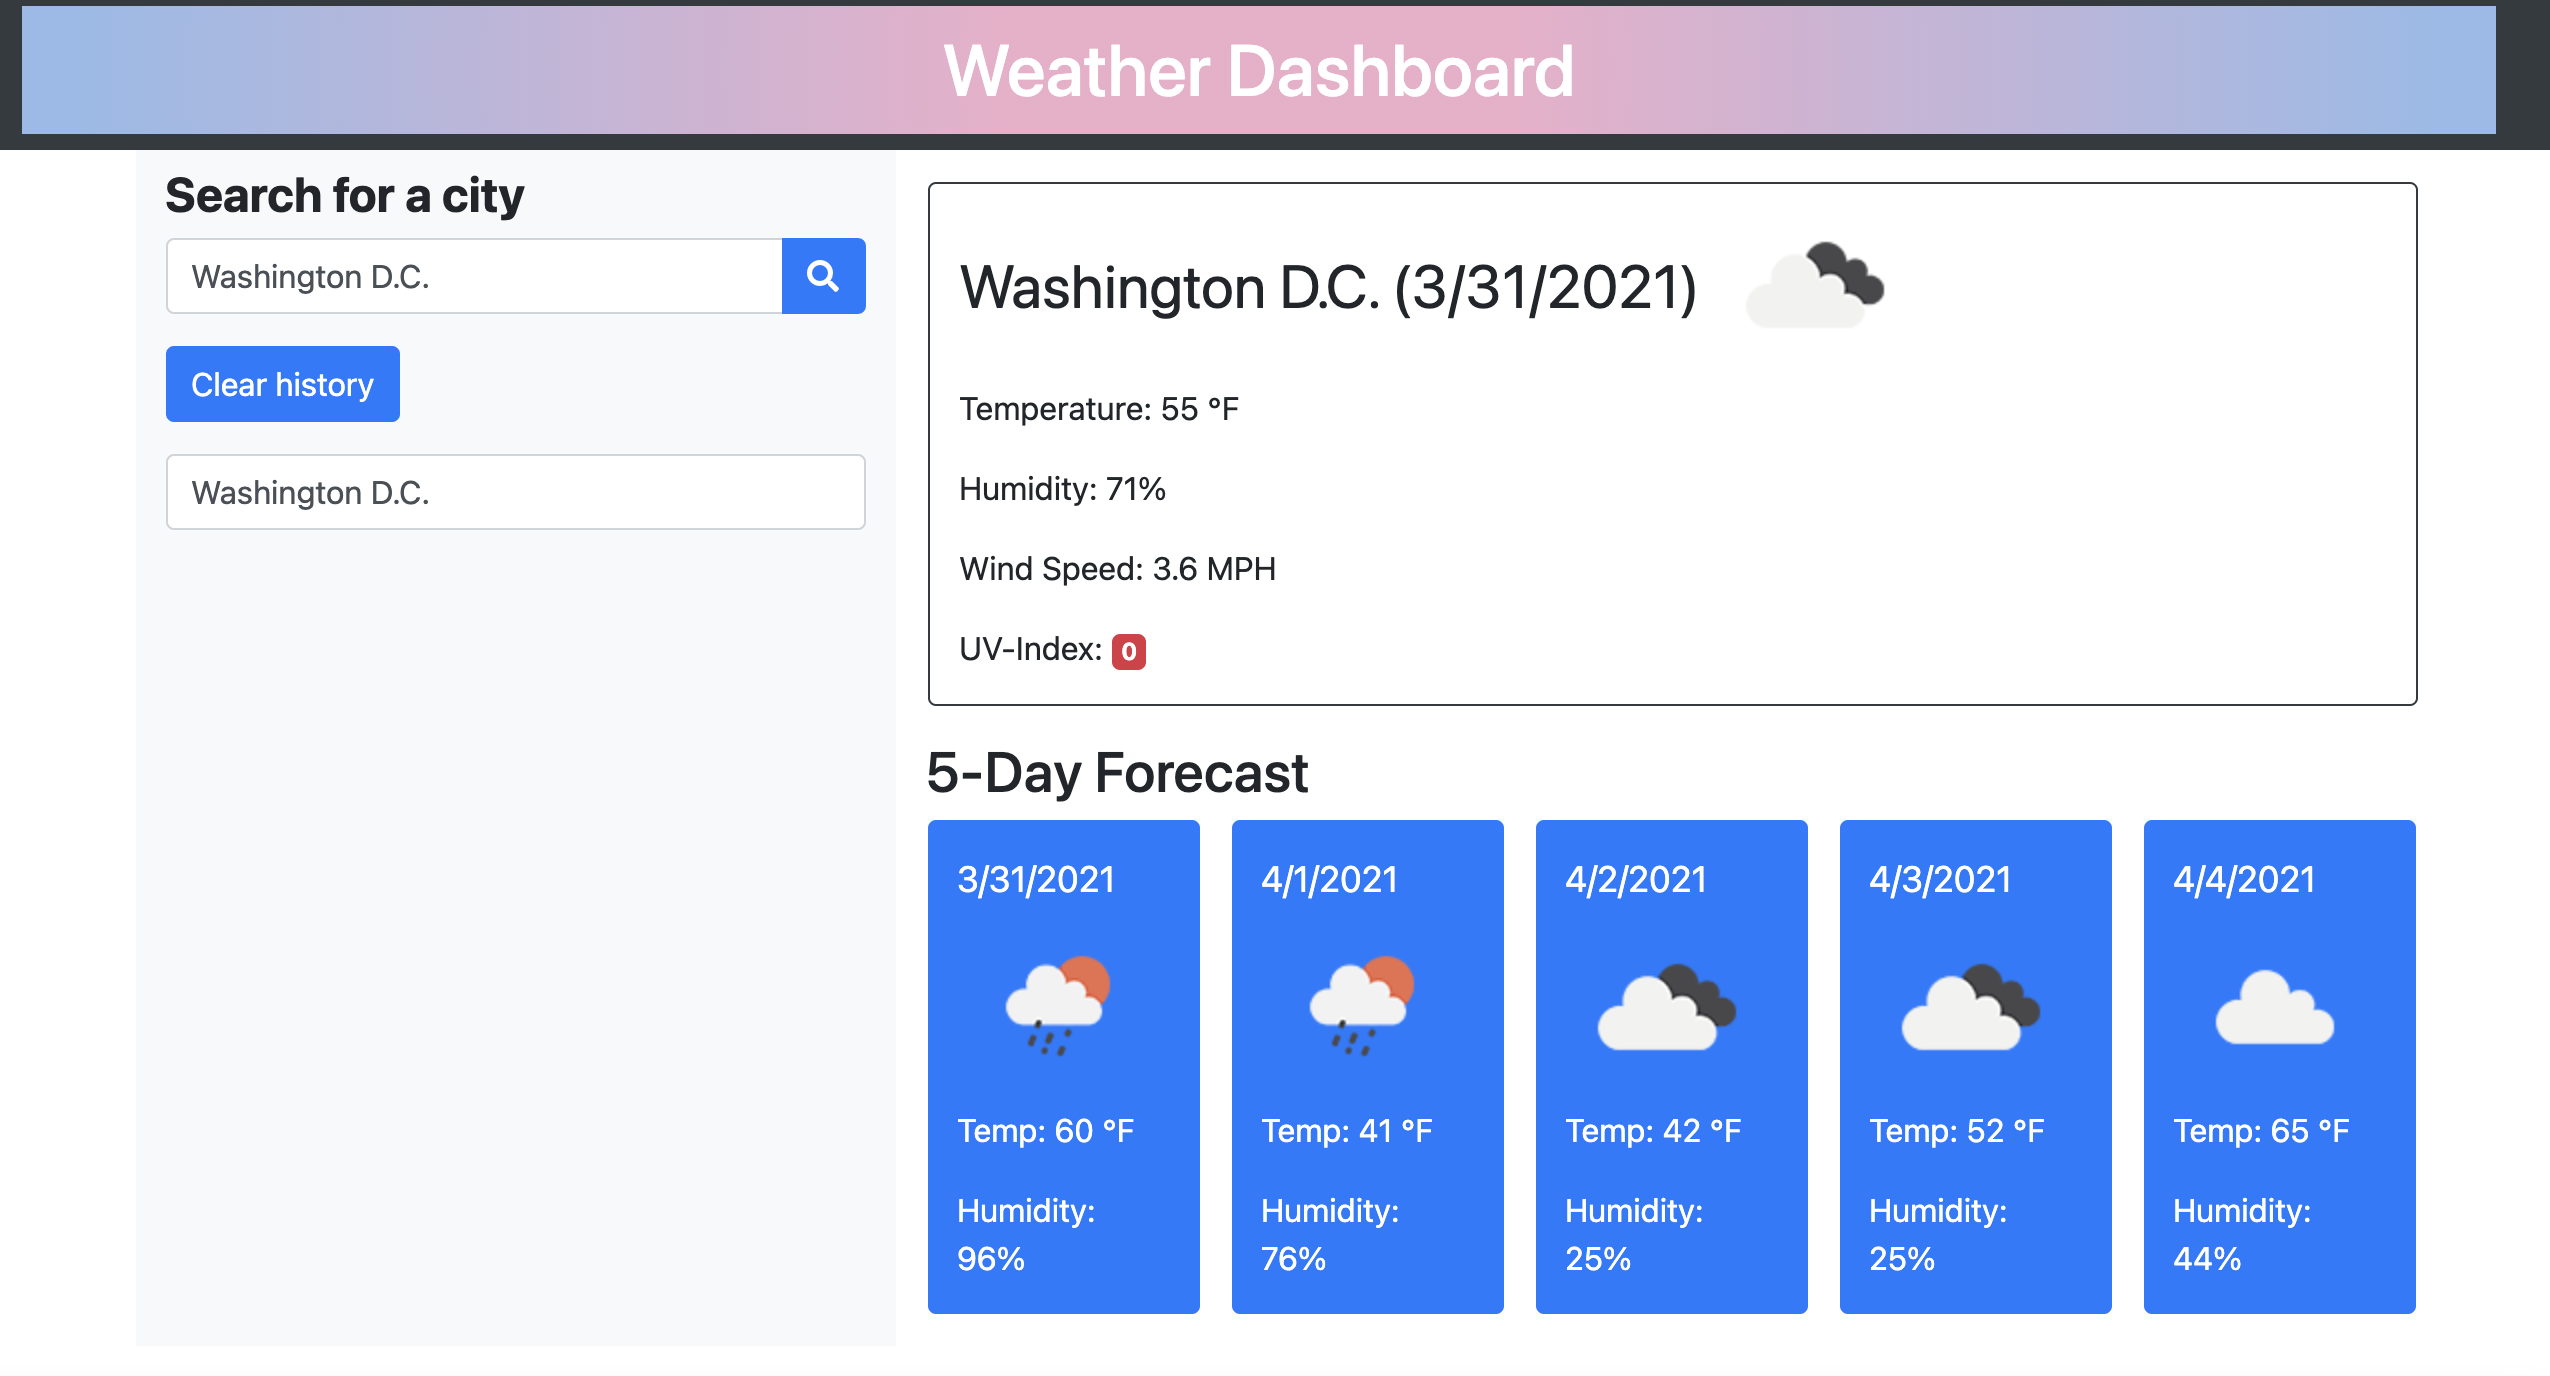 Weather Dashboard
Search for a city
Washington D.C.
Clear history
Washington D.C.
Washington D.C. (3/31/2021)
Temperature: 55 °F
Humidity: 71%
Wind Speed: 3.6 MPH
UV-Index: 0
5-Day Forecast
3/31/2021
Temp: 60 °F
Humidity:
96%
4/1/2021
Temp: 41 °F
Humidity:
76%
4/2/2021
Temp: 42 °F
Humidity:
25%
4/3/2021
Temp: 52 °F
Humidity:
25%
4/4/2021
Temp: 65 °F
Humidity:
44%